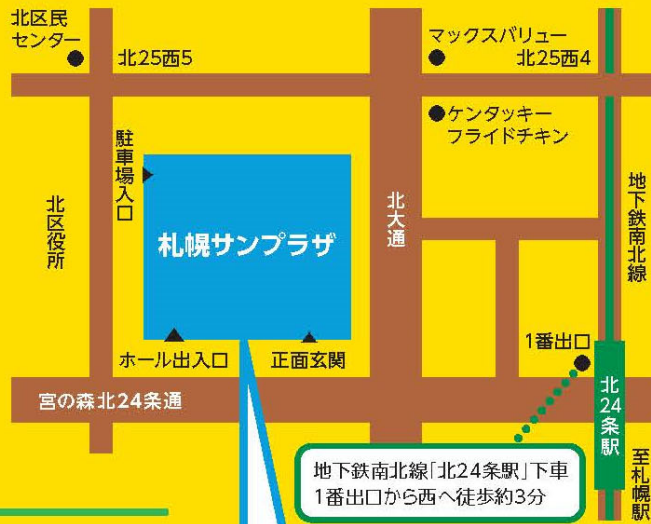 北区民
センター
北25西5
マックスバリュー
北25西4
ケンタッキー
フライドチキン
駐車場入口
北区役所
札幌サンプラザ
北大通
地下鉄南北線
ホール出入口
正面玄関
1番出口
宮の森北24条通
北24条駅
地下鉄南北線「北24条駅」下車
1番出口から西へ徒歩約3分
至札幌駅